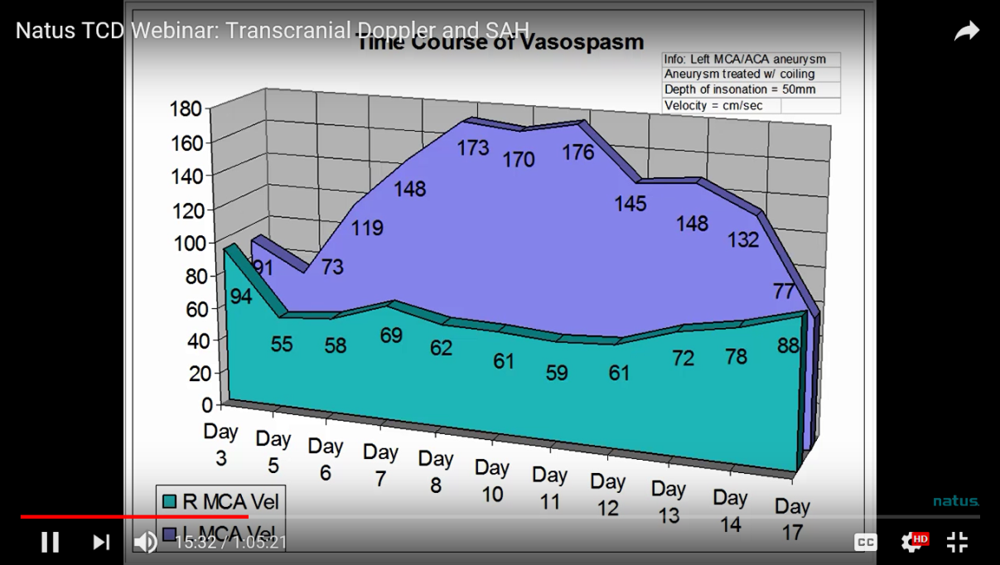 Natus TCD Webinar: Transcranial Doppler and SAH
Time Course of Vasospasm
Info: Left MCA/ACA aneurysm
Aneurysm treated w/ coiling
Depth of insonation = 50mm
Velocity = cm/sec
180
160
140
120
100
80
60
40
20
0
91
73
119
148
173
170
176
145
148
132
77
94
55
58
69
62
61
59
61
72
78
88
Day 3
Day 5
Day 6
Day 7
Day 8
Day 10
Day 11
Day 12
Day 13
Day 14
Day 17
R MCA Vel
L MCA Vel
natus.
15:32 / 1:05:21
CC
HD